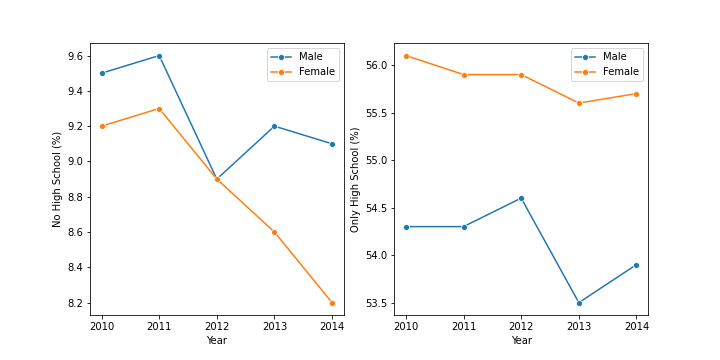 No High School (%)
9.6
9.4
9.2
9.0
8.8
8.6
8.4
8.2
2010 2011 2012 2013 2014
Year
Male
Female
Only High School (%)
56.0
55.5
55.0
54.5
54.0
53.5
2010 2011 2012 2013 2014
Year
Male
Female